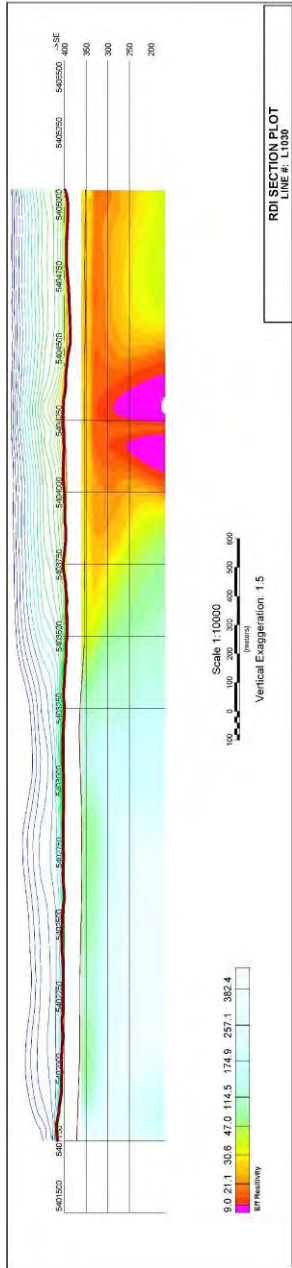 ->SE
400
350
300
250
200
5401500
5401750
5402000
5402250
5402500
5402750
5403000
5403250
5403500
5403750
5404000
5404250
5404500
5404750
5405000
5405250
5405500
9.0 21.1 30.6 47.0 114.5 174.9 257.1 382.4
Eff Resitivity
Scale 1:10000
100 0 100 200 300 400 500 600
(meters)
Vertical Exaggeration: 1.5
RDI SECTION PLOT
LINE #: L1030